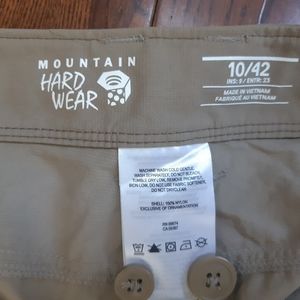 MOUNTAIN
HARD
WEAR
10/42
INS: 9 / ENTR: 23
MADE IN VIETNAM
FABRIQUÉ AU VIETNAM
MACHINE WASH COLD GENTLE,
WASH SEPARATELY, DO NOT BLEACH,
TUMBLE DRY LOW, REMOVE PROMPTLY,
IRON LOW, DO NOT USE FABRIC SOFTENER,
DO NOT DRYCLEAN
SHELL: 100% NYLON
EXCLUSIVE OF ORNAMENTATION